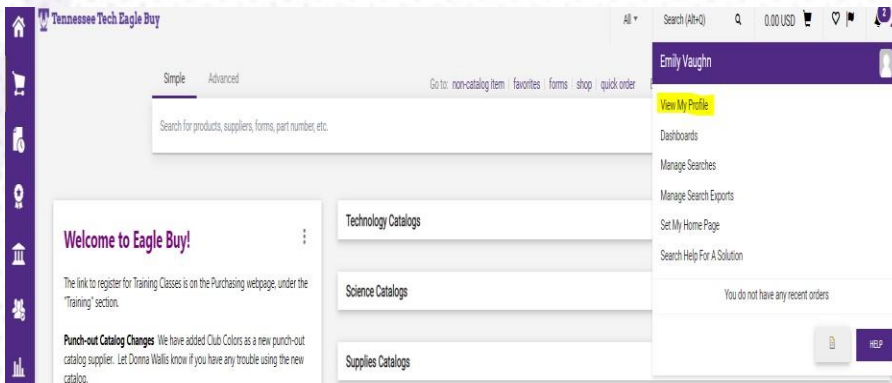 Tennessee Tech Eagle Buy
All
Search (Alt+Q)
0.00 USD
2
Emily Vaughn
Simple
Advanced
Go to: non-catalog item | favorites | forms | shop | quick order
View My Profile
Search for products, suppliers, forms, part number, etc.
Dashboards
Manage Searches
Manage Search Exports
Set My Home Page
Search Help For A Solution
You do not have any recent orders
HELP
Welcome to Eagle Buy!
The link to register for Training Classes is on the Purchasing webpage, under the
"Training" section.
Punch-out Catalog Changes We have added Club Colors as a new punch-out
catalog supplier. Let Donna Wallis know if you have any trouble using the new
catalog.
Technology Catalogs
Science Catalogs
Supplies Catalogs